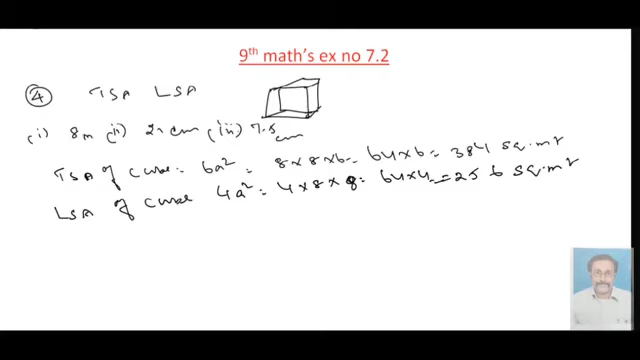 9th math's ex no 7.2
④ TSA LSA
(i) 8m (ii) 21 cm (iii) 7.5 cm
TSA of cube = 6a² = 8 x 8 x 6 = 64 x 6 = 384 sq.m²
LSA of cube 4a² = 4 x 8 x 8 = 64 x 4 = 256 sq.m²